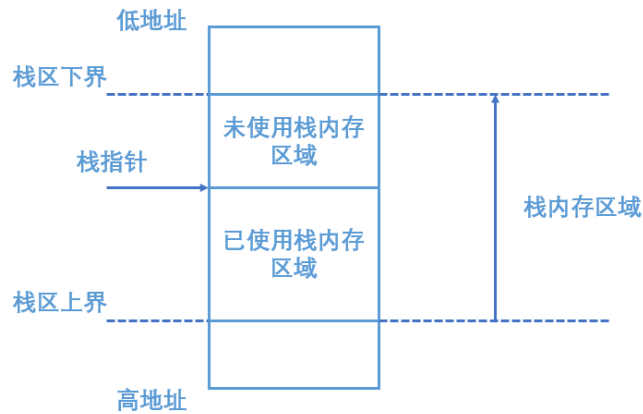 低地址
栈区下界
未使用栈内存
区域
栈指针
栈内存区域
已使用栈内存
区域
栈区上界
高地址